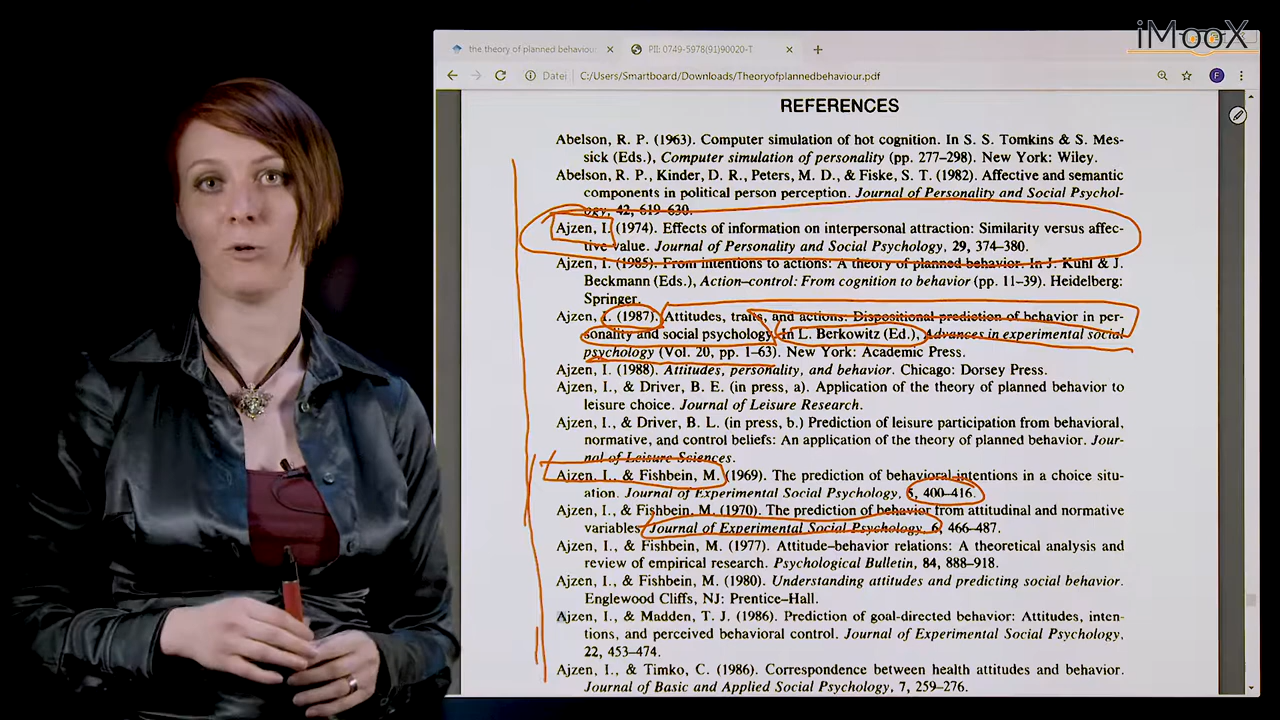 iMooX
the theory of planned behaviou
PII: 0749-5978(91)90020-T
Datei
C:/Users/Smartboard/Downloads/Theoryofplannedbehaviour.pdf
F
REFERENCES
Abelson, R. P. (1963). Computer simulation of hot cognition. In S. S. Tomkins & S. Mes-
sick (Eds.), Computer simulation of personality (pp. 277–298). New York: Wiley.
Abelson, R. P., Kinder, D. R., Peters, M. D., & Fiske, S. T. (1982). Affective and semantic
components in political person perception. Journal of Personality and Social Psychol-
ogy, 42, 619–630.
Ajzen, I. (1974). Effects of information on interpersonal attraction: Similarity versus affec-
tive value. Journal of Personality and Social Psychology, 29, 374–380.
Ajzen, I. (1985). From intentions to actions: A theory of planned behavior. In J. Kuhl & J.
Beckmann (Eds.), Action–control: From cognition to behavior (pp. 11–39). Heidelberg:
Springer.
Ajzen, I. (1987). Attitudes, traits, and actions: Dispositional prediction of behavior in per-
sonality and social psychology. In L. Berkowitz (Ed.), Advances in experimental social
psychology (Vol. 20, pp. 1–63). New York: Academic Press.
Ajzen, I. (1988). Attitudes, personality, and behavior. Chicago: Dorsey Press.
Ajzen, I., & Driver, B. E. (in press, a). Application of the theory of planned behavior to
leisure choice. Journal of Leisure Research.
Ajzen, I., & Driver, B. L. (in press, b.) Prediction of leisure participation from behavioral,
normative, and control beliefs: An application of the theory of planned behavior. Jour-
nal of Leisure Sciences.
Ajzen, I., & Fishbein, M. (1969). The prediction of behavioral intentions in a choice situ-
ation. Journal of Experimental Social Psychology, 5, 400–416.
Ajzen, I., & Fishbein, M. (1970). The prediction of behavior from attitudinal and normative
variables. Journal of Experimental Social Psychology, 6, 466–487.
Ajzen, I., & Fishbein, M. (1977). Attitude–behavior relations: A theoretical analysis and
review of empirical research. Psychological Bulletin, 84, 888–918.
Ajzen, I., & Fishbein, M. (1980). Understanding attitudes and predicting social behavior.
Englewood Cliffs, NJ: Prentice–Hall.
Ajzen, I., & Madden, T. J. (1986). Prediction of goal-directed behavior: Attitudes, inten-
tions, and perceived behavioral control. Journal of Experimental Social Psychology,
22, 453–474.
Ajzen, I., & Timko, C. (1986). Correspondence between health attitudes and behavior.
Journal of Basic and Applied Social Psychology, 7, 259–276.